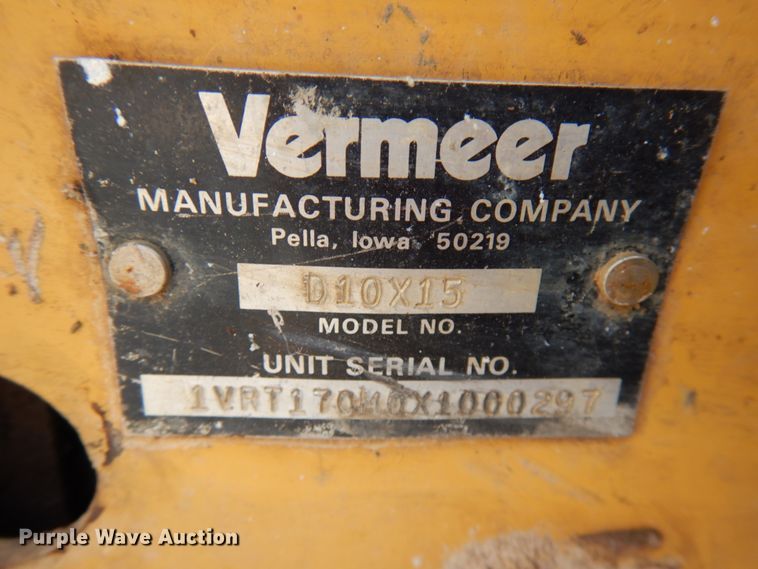 Vermeer
MANUFACTURING COMPANY
Pella, Iowa 50219
D10X15
MODEL NO.
UNIT SERIAL NO.
1VRT170M0X1000297
Purple Wave Auction